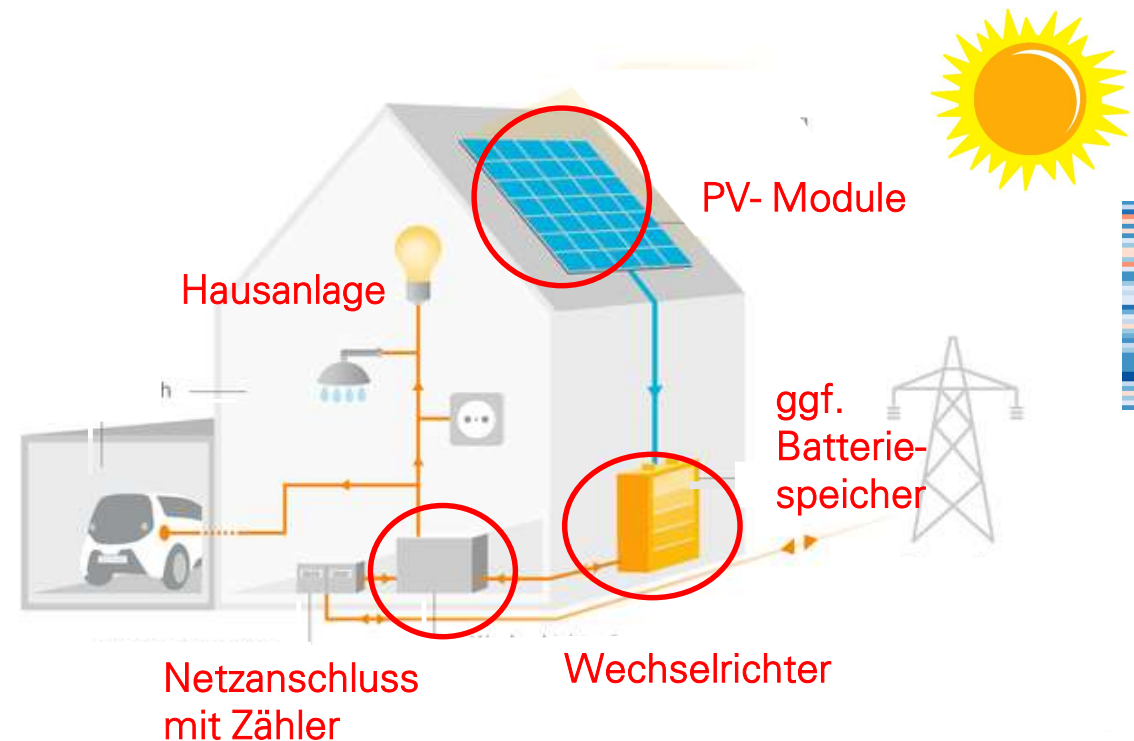 PV- Module
Hausanlage
h
ggf.
Batterie-
speicher
Wechselrichter
Netzanschluss
mit Zähler